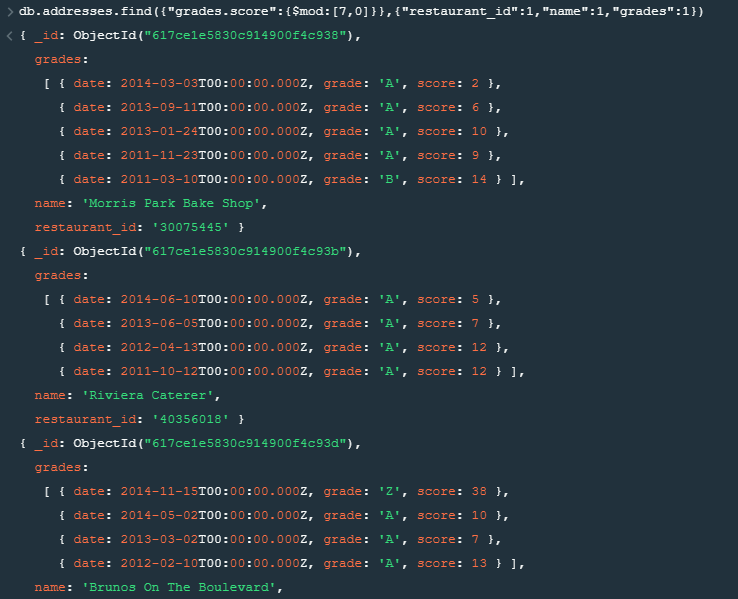 > db.addresses.find({"grades.score":{$mod:[7,0]}},{"restaurant_id":1,"name":1,"grades":1})
< { _id: ObjectId("617ce1e5830c914900f4c938"),
grades:
[ { date: 2014-03-03T00:00:00.000Z, grade: 'A', score: 2 },
{ date: 2013-09-11T00:00:00.000Z, grade: 'A', score: 6 },
{ date: 2013-01-24T00:00:00.000Z, grade: 'A', score: 10 },
{ date: 2011-11-23T00:00:00.000Z, grade: 'A', score: 9 },
{ date: 2011-03-10T00:00:00.000Z, grade: 'B', score: 14 } ],
name: 'Morris Park Bake Shop',
restaurant_id: '30075445' }
{ _id: ObjectId("617ce1e5830c914900f4c93b"),
grades:
[ { date: 2014-06-10T00:00:00.000Z, grade: 'A', score: 5 },
{ date: 2013-06-05T00:00:00.000Z, grade: 'A', score: 7 },
{ date: 2012-04-13T00:00:00.000Z, grade: 'A', score: 12 },
{ date: 2011-10-12T00:00:00.000Z, grade: 'A', score: 12 } ],
name: 'Riviera Caterer',
restaurant_id: '40356018' }
{ _id: ObjectId("617ce1e5830c914900f4c93d"),
grades:
[ { date: 2014-11-15T00:00:00.000Z, grade: 'Z', score: 38 },
{ date: 2014-05-02T00:00:00.000Z, grade: 'A', score: 10 },
{ date: 2013-03-02T00:00:00.000Z, grade: 'A', score: 7 },
{ date: 2012-02-10T00:00:00.000Z, grade: 'A', score: 13 } ],
name: 'Brunos On The Boulevard',